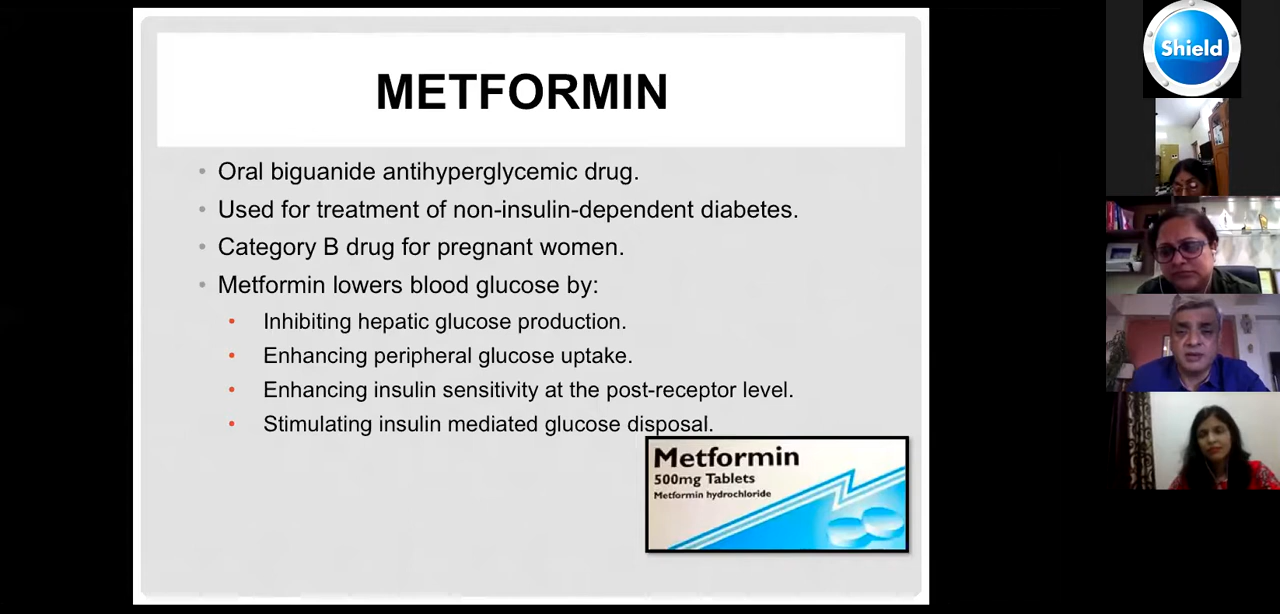 METFORMIN
Oral biguanide antihyperglycemic drug.
Used for treatment of non-insulin-dependent diabetes.
Category B drug for pregnant women.
Metformin lowers blood glucose by:
Inhibiting hepatic glucose production.
Enhancing peripheral glucose uptake.
Enhancing insulin sensitivity at the post-receptor level.
Stimulating insulin mediated glucose disposal.
Metformin
500mg Tablets
Metformin hydrochloride
Shield